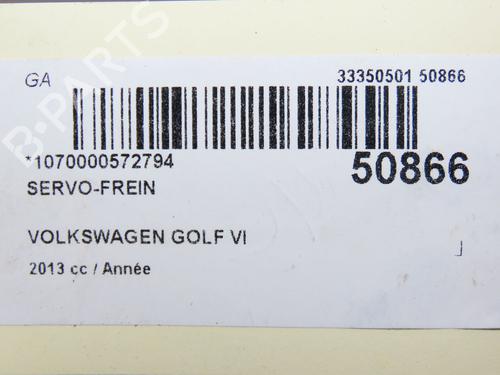 GA
33350501 50866
*1070000572794
50866
SERVO-FREIN
VOLKSWAGEN GOLF VI
2013 cc / Année
B-PARTS